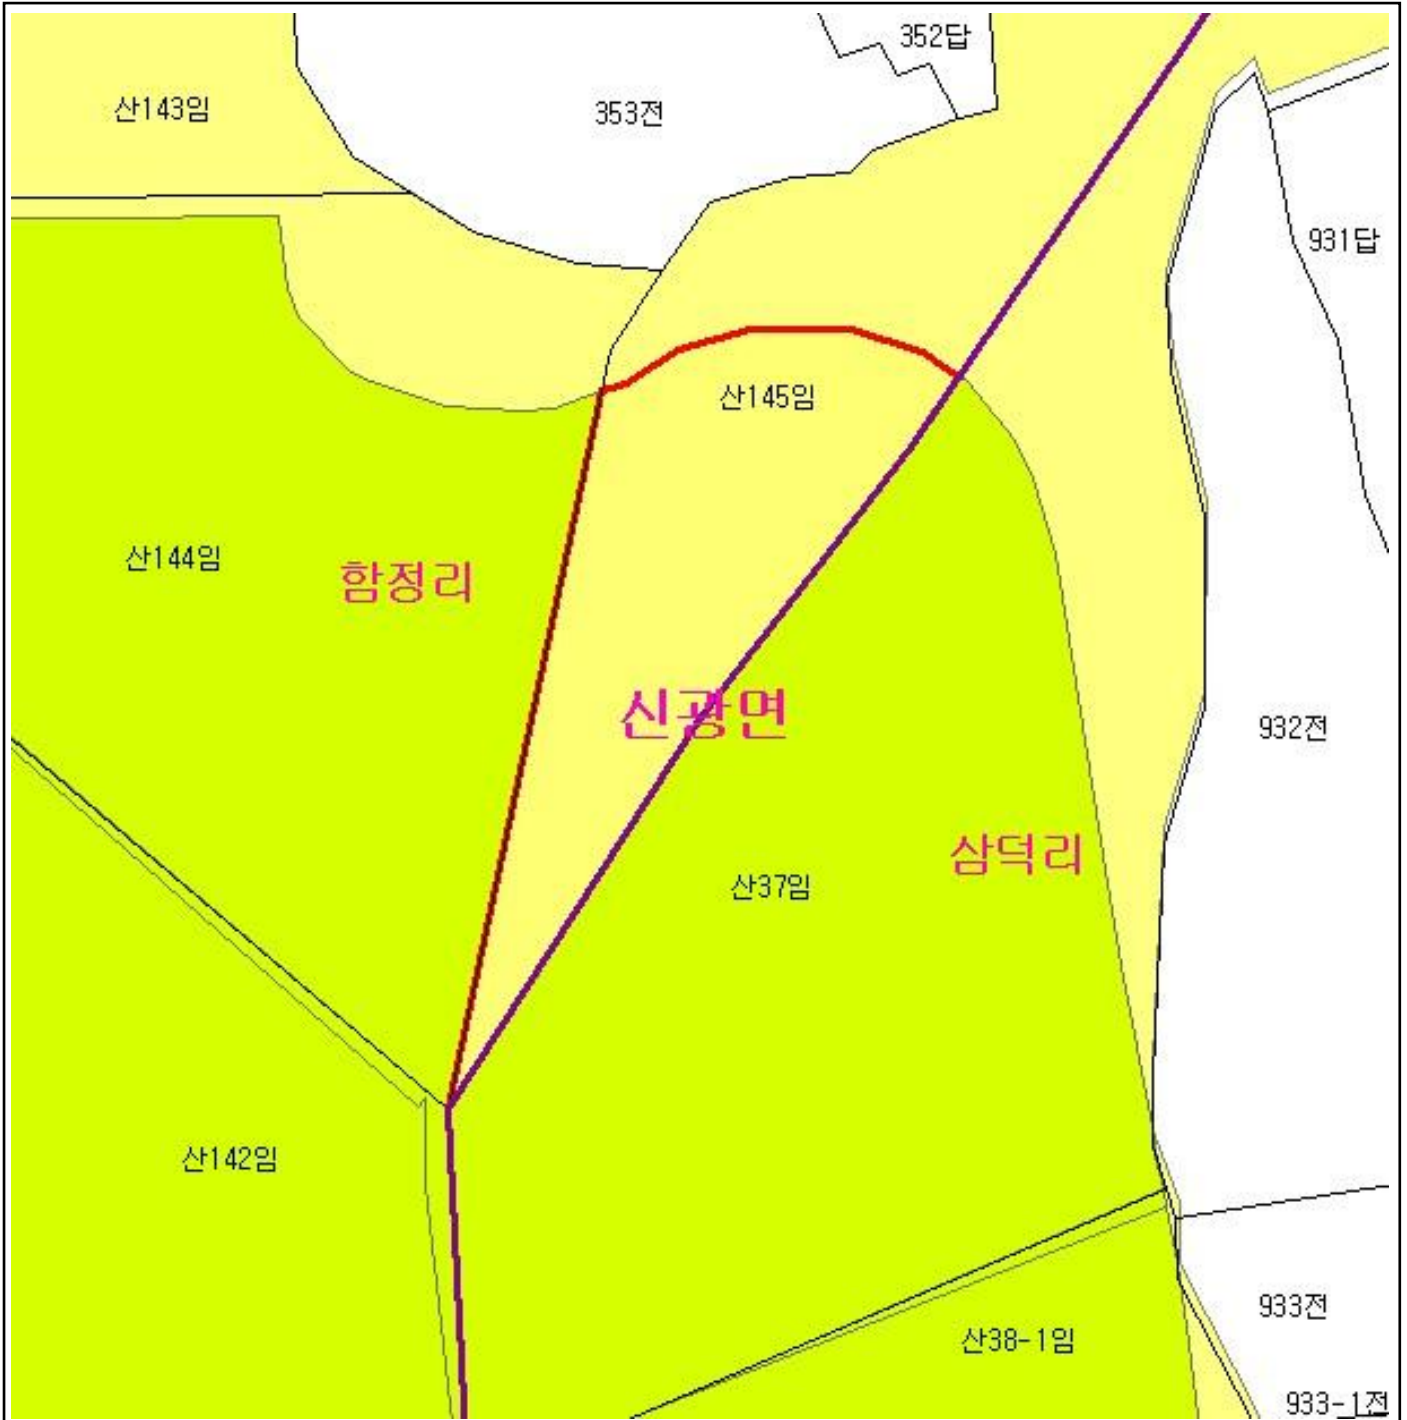 352답
산143임
353전
931답
산145임
산144임
함정리
신광면
932전
삼덕리
산37임
산142임
933전
산38-1임
933-1전